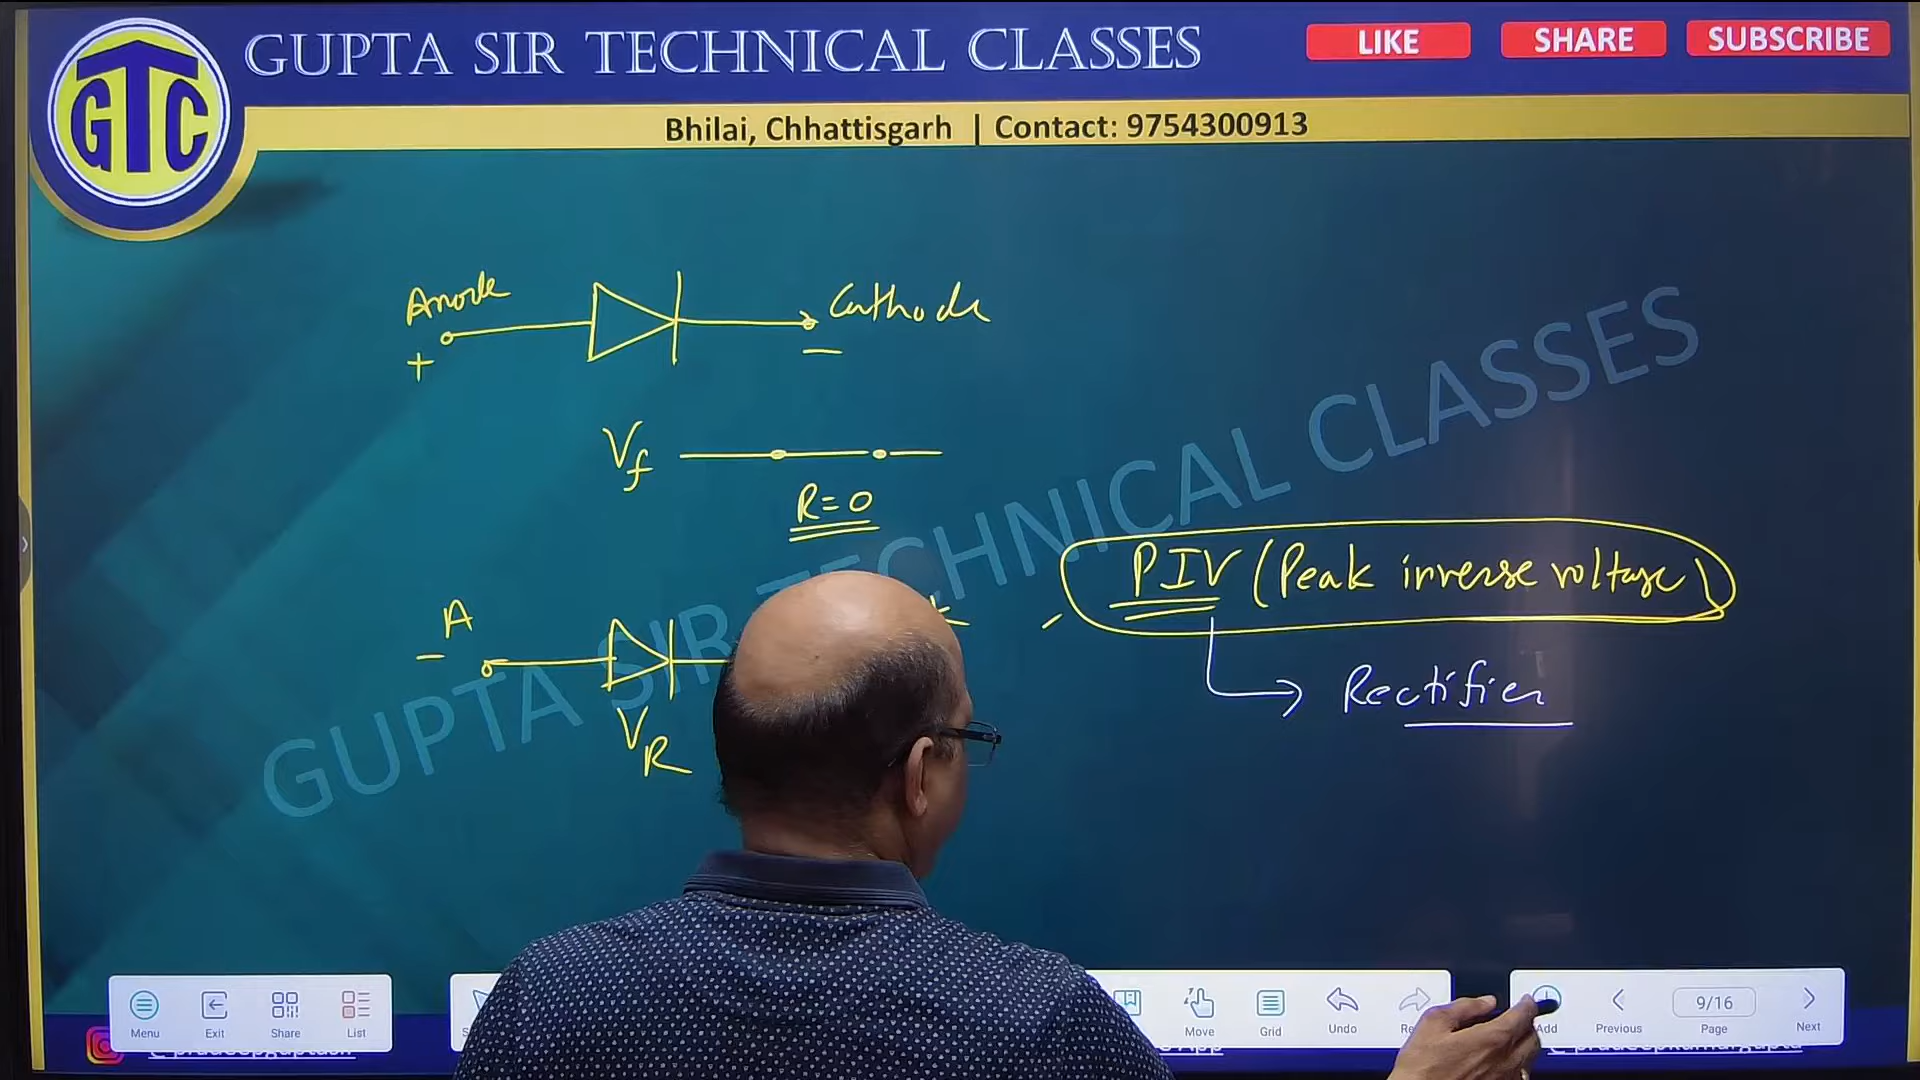 GTC
GUPTA SIR TECHNICAL CLASSES
LIKE
SHARE
SUBSCRIBE
Bhilai, Chhattisgarh | Contact: 9754300913
Anode
Cathode
+
−
Vf
R=0
PIV (Peak inverse voltage)
A
−
+
Rectifier
VR
GUPTA SIR TECHNICAL CLASSES
Menu
Exit
Share
List
Move
Grid
Undo
Add
Previous
9/16
Page
Next